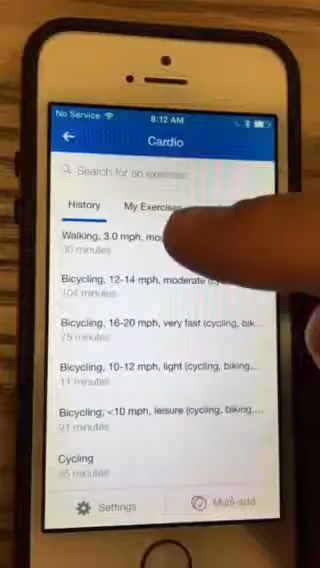 No Service 8:12 AM
Cardio
Search for an exercise
History My Exercises
Walking, 3.0 mph, mod
30 minutes
Bicycling, 12-14 mph, moderate
104 minutes
Bicycling, 16-20 mph, very fast (cycling, bik...
75 minutes
Bicycling, 10-12 mph, light (cycling, biking,...
11 minutes
Bicycling, <10 mph, leisure (cycling, biking,...
minutes
Cycling
minutes
Settings Multi-add